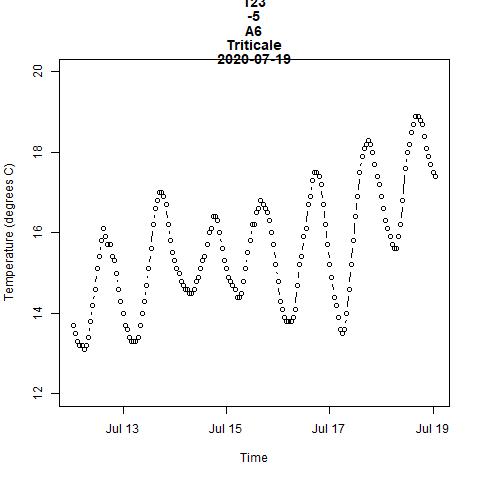 123
-5
A6
Triticale
2020-07-19
Temperature (degrees C)
20
18
16
14
12
Jul 13
Jul 15
Jul 17
Jul 19
Time